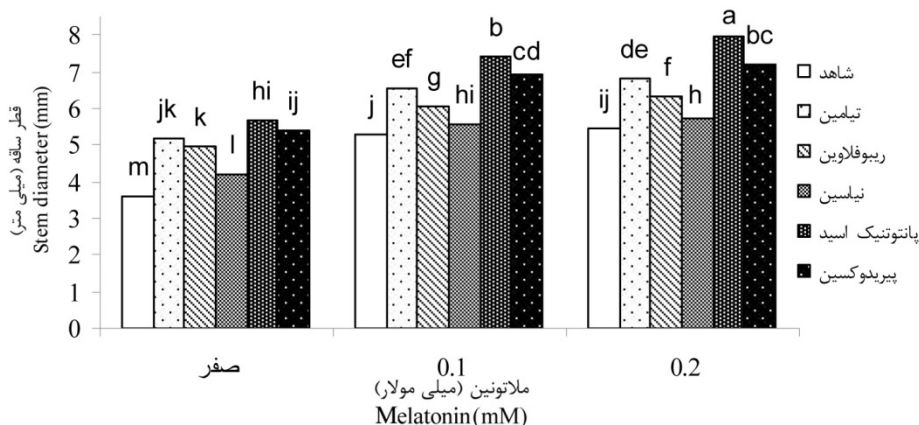 8
7
6
5
4
3
2
1
0
قطر ساقه (میلی متر)
Stem diameter (mm)
m
jk
k
l
hi
ij
j
ef
g
hi
b
cd
ij
de
f
h
a
bc
صفر
0.1
0.2
ملاتونین (میلی مولار)
Melatonin (mM)
شاهد
تیامین
ریبوفلاوین
نیاسین
پانتوتنیک اسید
پیریدوکسین